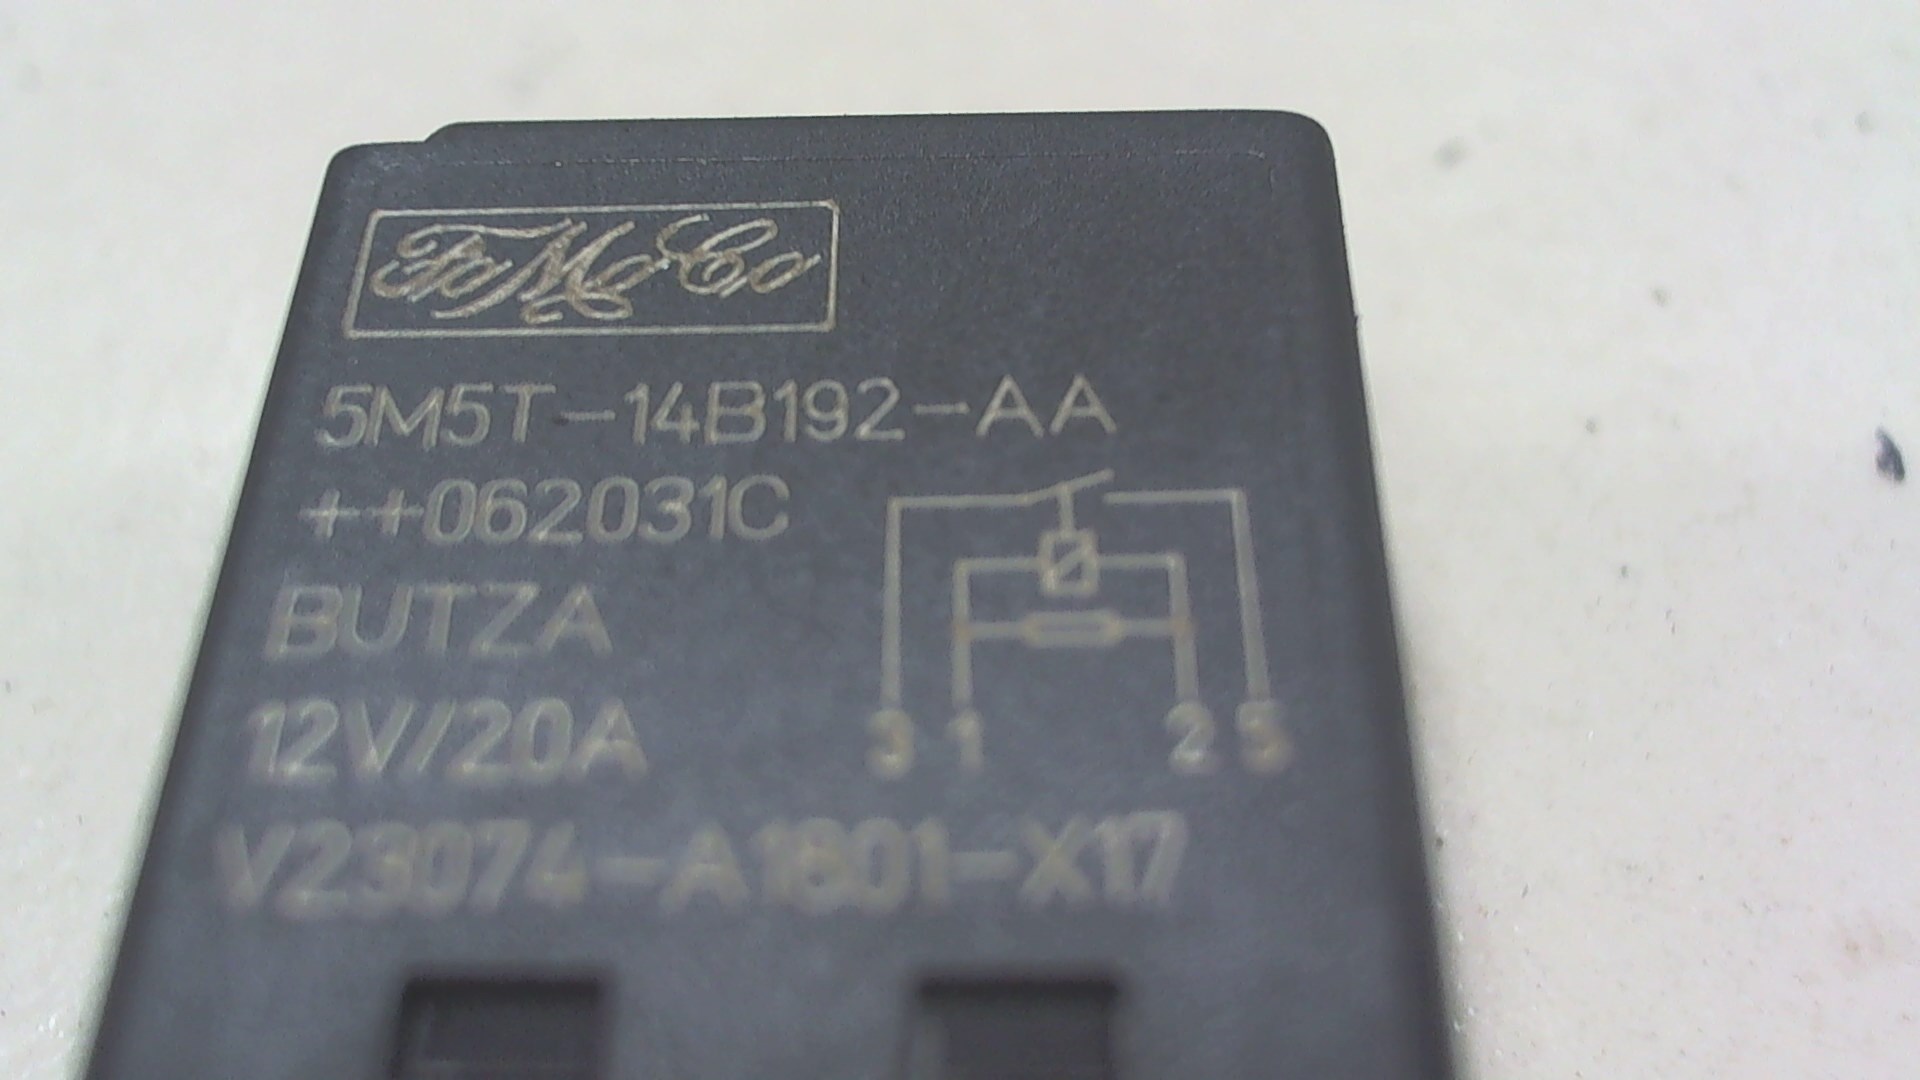 FoMoCo
5M5T-14B192-AA
++062031C
BUTZA
12V/20A
3 1 2 5
V23074-A1801-X17